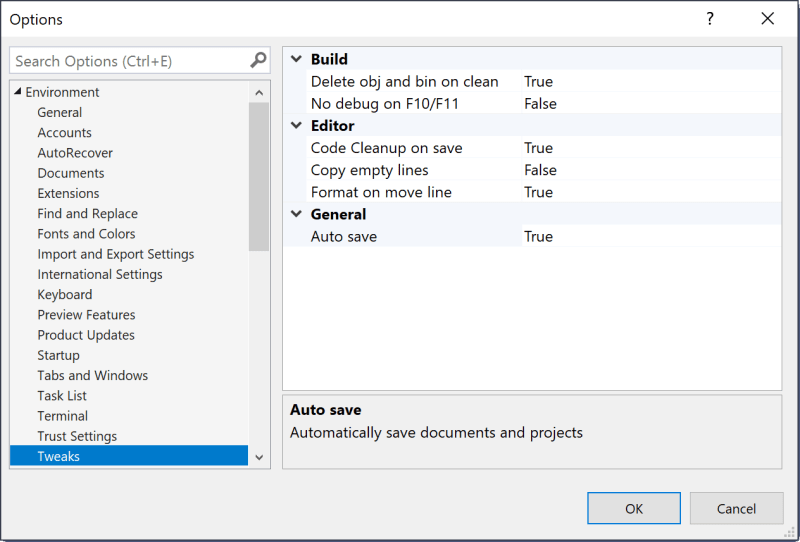 Options
?
Search Options (Ctrl+E)
Environment
General
Accounts
AutoRecover
Documents
Extensions
Find and Replace
Fonts and Colors
Import and Export Settings
International Settings
Keyboard
Preview Features
Product Updates
Startup
Tabs and Windows
Task List
Terminal
Trust Settings
Tweaks
Build
Delete obj and bin on clean True
No debug on F10/F11 False
Editor
Code Cleanup on save True
Copy empty lines False
Format on move line True
General
Auto save True
Auto save
Automatically save documents and projects
OK
Cancel